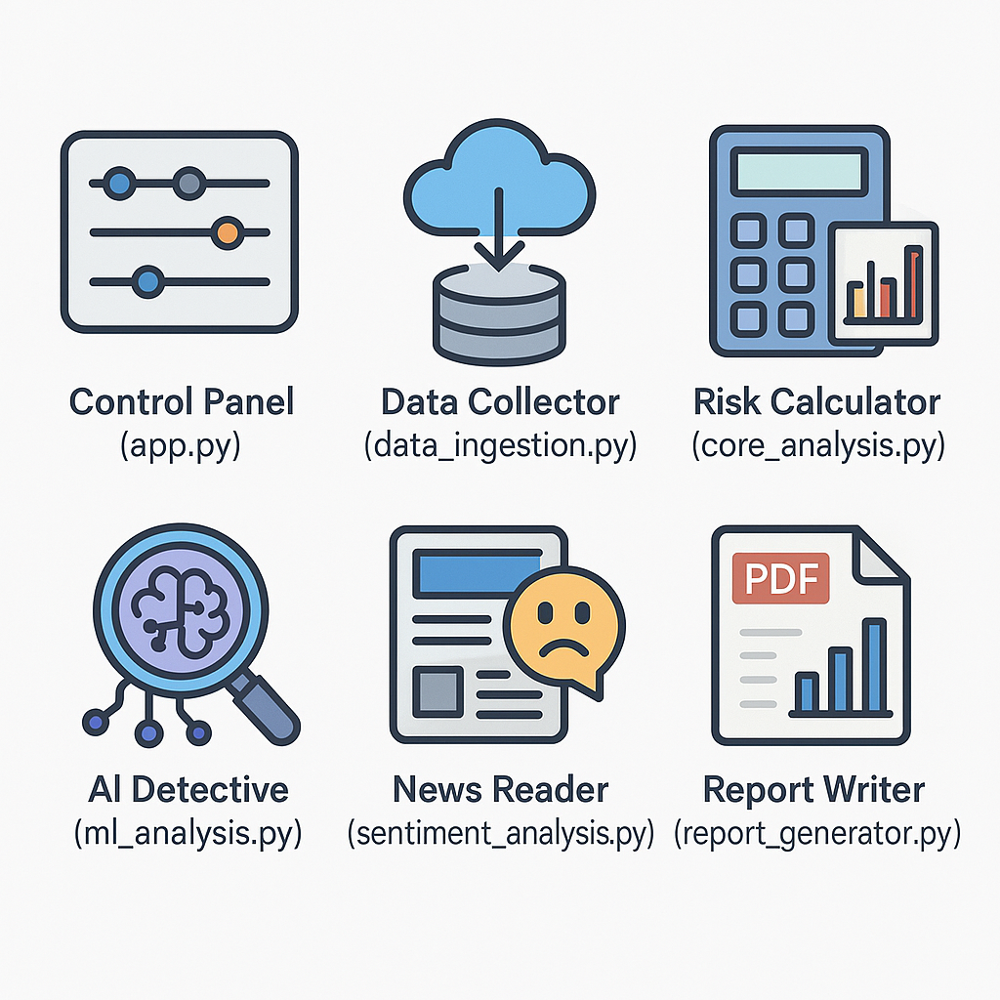 Control Panel
(app.py)
Data Collector
(data_ingestion.py)
Risk Calculator
(core_analysis.py)
AI Detective
(ml_analysis.py)
News Reader
(sentiment_analysis.py)
PDF
Report Writer
(report_generator.py)